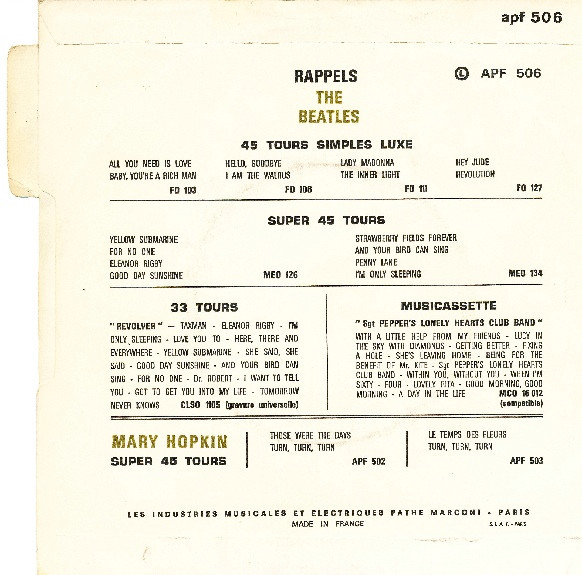 apf 506
RAPPELS
Ⓛ APF 506
THE
BEATLES
45 TOURS SIMPLES LUXE
ALL YOU NEED IS LOVE
BABY, YOU'RE A RICH MAN
FO 103
HELLO, GOODBYE
I AM THE WALRUS
FO 106
LADY MADONNA
THE INNER LIGHT
FO 111
HEY JUDE
REVOLUTION
FO 127
SUPER 45 TOURS
YELLOW SUBMARINE
FOR NO ONE
ELEANOR RIGBY
GOOD DAY SUNSHINE
MEO 126
STRAWBERRY FIELDS FOREVER
AND YOUR BIRD CAN SING
PENNY LANE
I'M ONLY SLEEPING
MEO 134
33 TOURS
"REVOLVER" — TAXMAN - ELEANOR RIGBY - I'M
ONLY SLEEPING - LOVE YOU TO - HERE, THERE AND
EVERYWHERE - YELLOW SUBMARINE - SHE SAID, SHE
SAID - GOOD DAY SUNSHINE - AND YOUR BIRD CAN
SING - FOR NO ONE - Dr. ROBERT - I WANT TO TELL
YOU - GOT TO GET YOU INTO MY LIFE - TOMORROW
NEVER KNOWS CLSO 1105 (gravure universelle)
MUSICASSETTE
"Sgt PEPPER'S LONELY HEARTS CLUB BAND"
WITH A LITTLE HELP FROM MY FRIENDS - LUCY IN
THE SKY WITH DIAMONDS - GETTING BETTER - FIXING
A HOLE - SHE'S LEAVING HOME - BEING FOR THE
BENEFIT OF Mr. KITE - Sgt PEPPER'S LONELY HEARTS
CLUB BAND - WITHIN YOU, WITHOUT YOU - WHEN I'M
SIXTY - FOUR - LOVELY RITA - GOOD MORNING, GOOD
MORNING - A DAY IN THE LIFE MCO 16 012
(compatible)
MARY HOPKIN
SUPER 45 TOURS
THOSE WERE THE DAYS
TURN, TURN, TURN
APF 502
LE TEMPS DES FLEURS
TURN, TURN, TURN
APF 503
LES INDUSTRIES MUSICALES ET ELECTRIQUES PATHE MARCONI - PARIS
MADE IN FRANCE